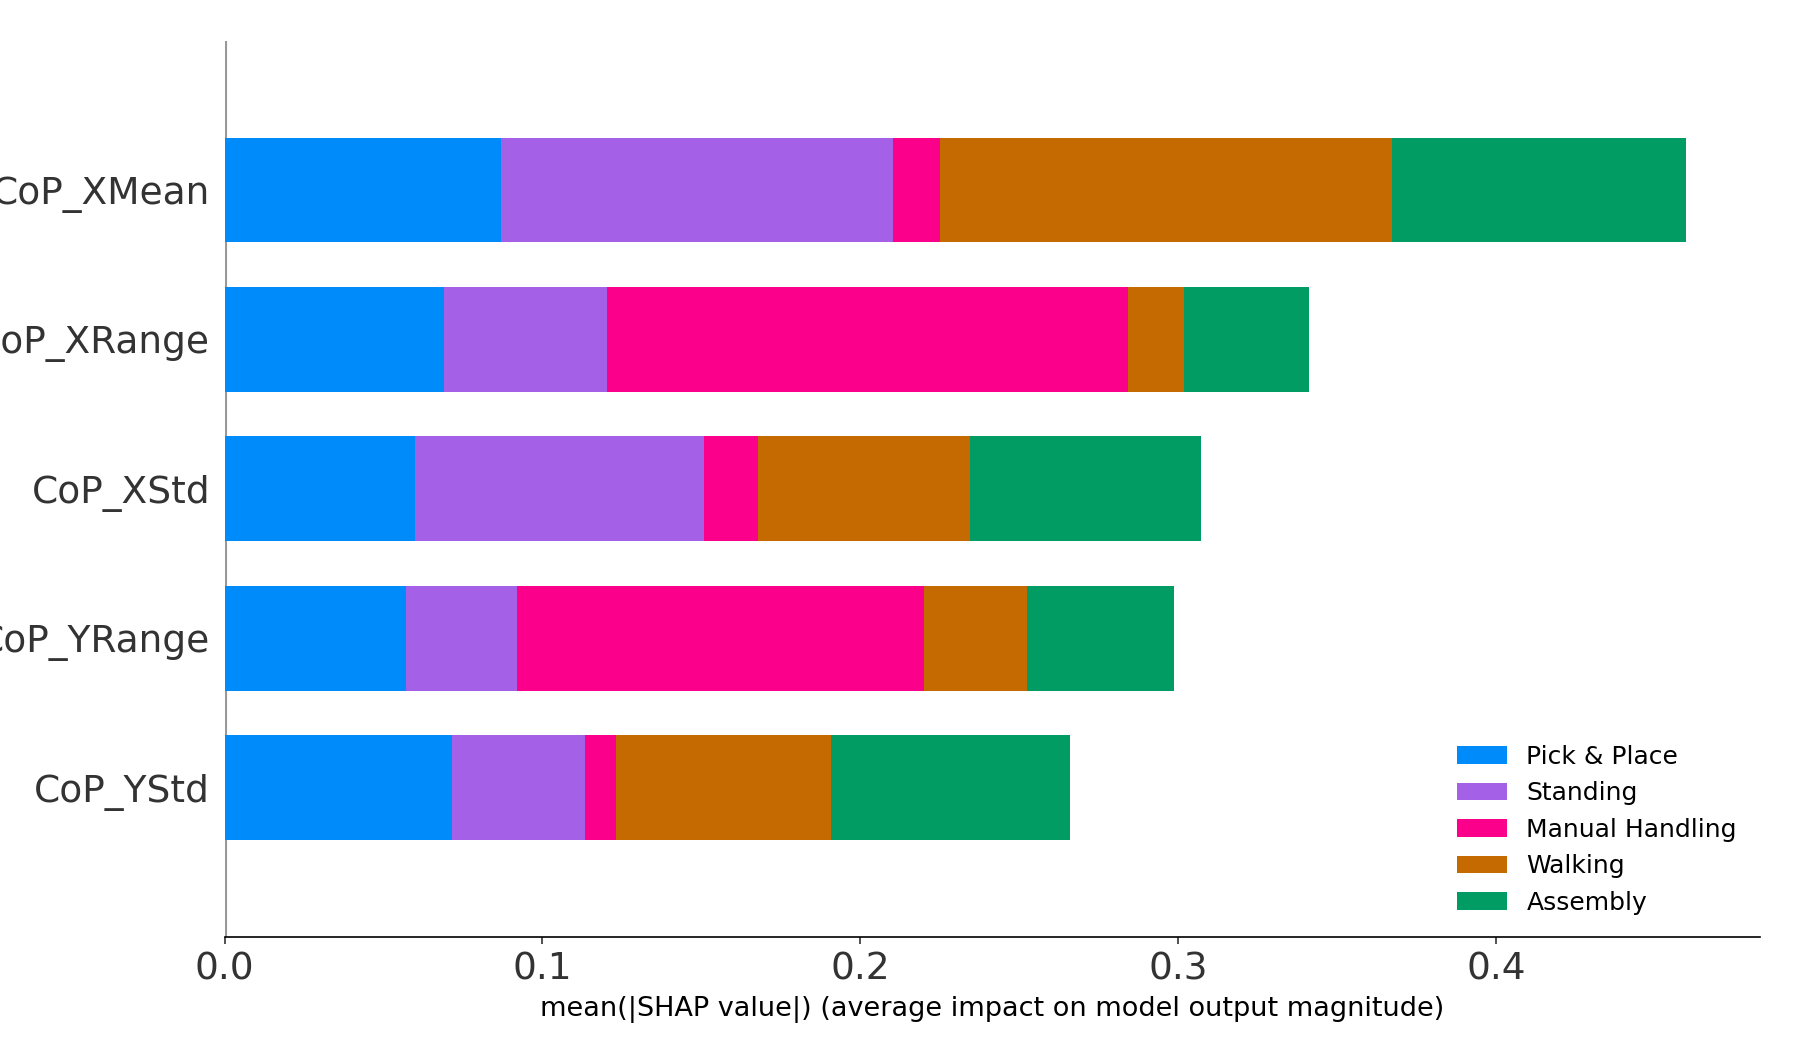 CoP_XMean
oP_XRange
CoP_XStd
CoP_YRange
CoP_YStd
Pick & Place
Standing
Manual Handling
Walking
Assembly
0.0 0.1 0.2 0.3 0.4
mean(|SHAP value|) (average impact on model output magnitude)